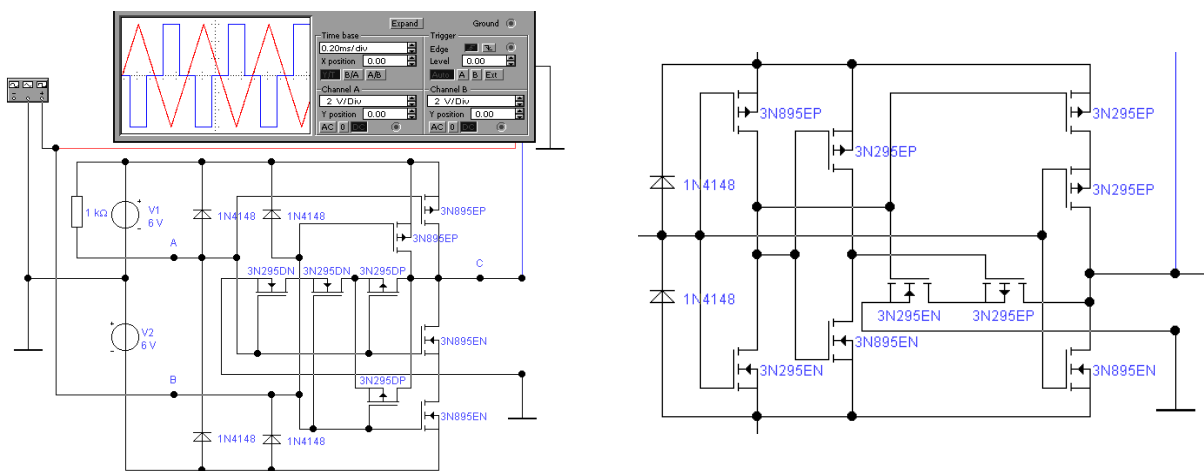 Expand
Ground
Time base
0.20ms/div
X position 0.00
Y/T B/A A/B
Trigger
Edge
Level 0.00
Auto A B Ext
Channel A
2 V/Div
Y position 0.00
AC 0 DC
Channel B
2 V/Div
Y position 0.00
AC 0 DC
1 kΩ
+
V1
6 V
-
1N4148
1N4148
3N895EP
3N895EP
A
C
3N295DN
3N295DN
3N295DP
+
V2
6 V
-
3N895EN
B
3N295DP
3N895EN
1N4148
1N4148
3N895EP
3N295EP
3N295EP
1N4148
3N295EP
1N4148
3N295EN
3N295EP
3N895EN
3N295EN
3N895EN